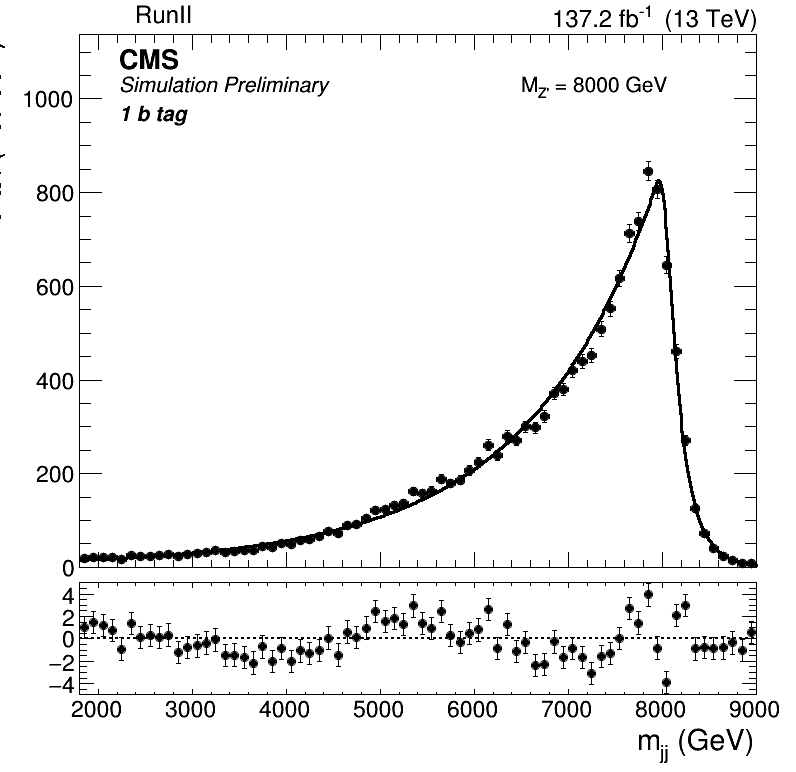 RunII 137.2 fb⁻¹ (13 TeV)
CMS
Simulation Preliminary
M_Z' = 8000 GeV
1 b tag
1000
800
600
400
200
0
4
2
0
−2
−4
2000 3000 4000 5000 6000 7000 8000 9000
m_jj (GeV)